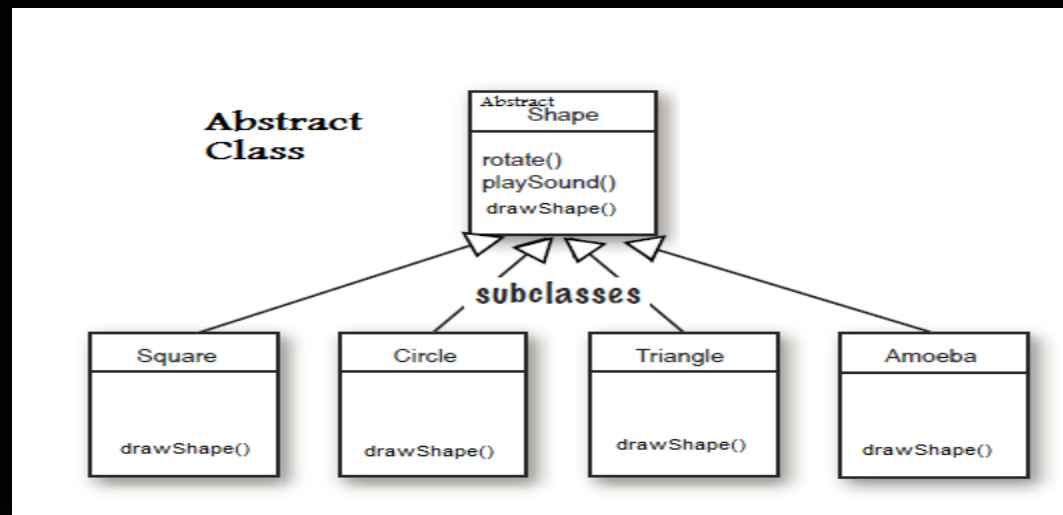 Abstract
Class
Abstract
Shape
rotate()
playSound()
drawShape()
subclasses
Square
drawShape()
Circle
drawShape()
Triangle
drawShape()
Amoeba
drawShape()